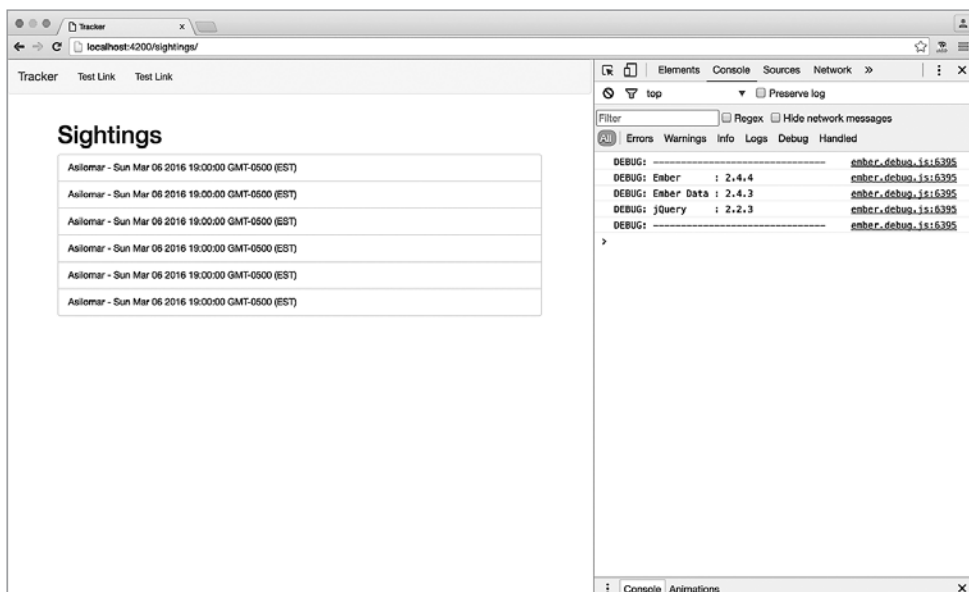 Tracker
localhost:4200/sightings/
Tracker Test Link Test Link
Sightings
Asilomar - Sun Mar 06 2016 19:00:00 GMT-0500 (EST)
Asilomar - Sun Mar 06 2016 19:00:00 GMT-0500 (EST)
Asilomar - Sun Mar 06 2016 19:00:00 GMT-0500 (EST)
Asilomar - Sun Mar 06 2016 19:00:00 GMT-0500 (EST)
Asilomar - Sun Mar 06 2016 19:00:00 GMT-0500 (EST)
Asilomar - Sun Mar 06 2016 19:00:00 GMT-0500 (EST)
Elements Console Sources Network »
top Preserve log
Filter Regex Hide network messages
All Errors Warnings Info Logs Debug Handled
DEBUG: ------------------------------- ember.debug.js:6395
DEBUG: Ember : 2.4.4 ember.debug.js:6395
DEBUG: Ember Data : 2.4.3 ember.debug.js:6395
DEBUG: jQuery : 2.2.3 ember.debug.js:6395
DEBUG: ------------------------------- ember.debug.js:6395
>
Console Animations